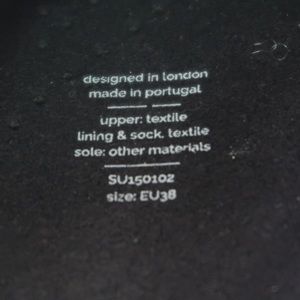 designed in london
made in portugal
upper: textile
lining & sock. textile
sole: other materials
SU150102
size: EU38